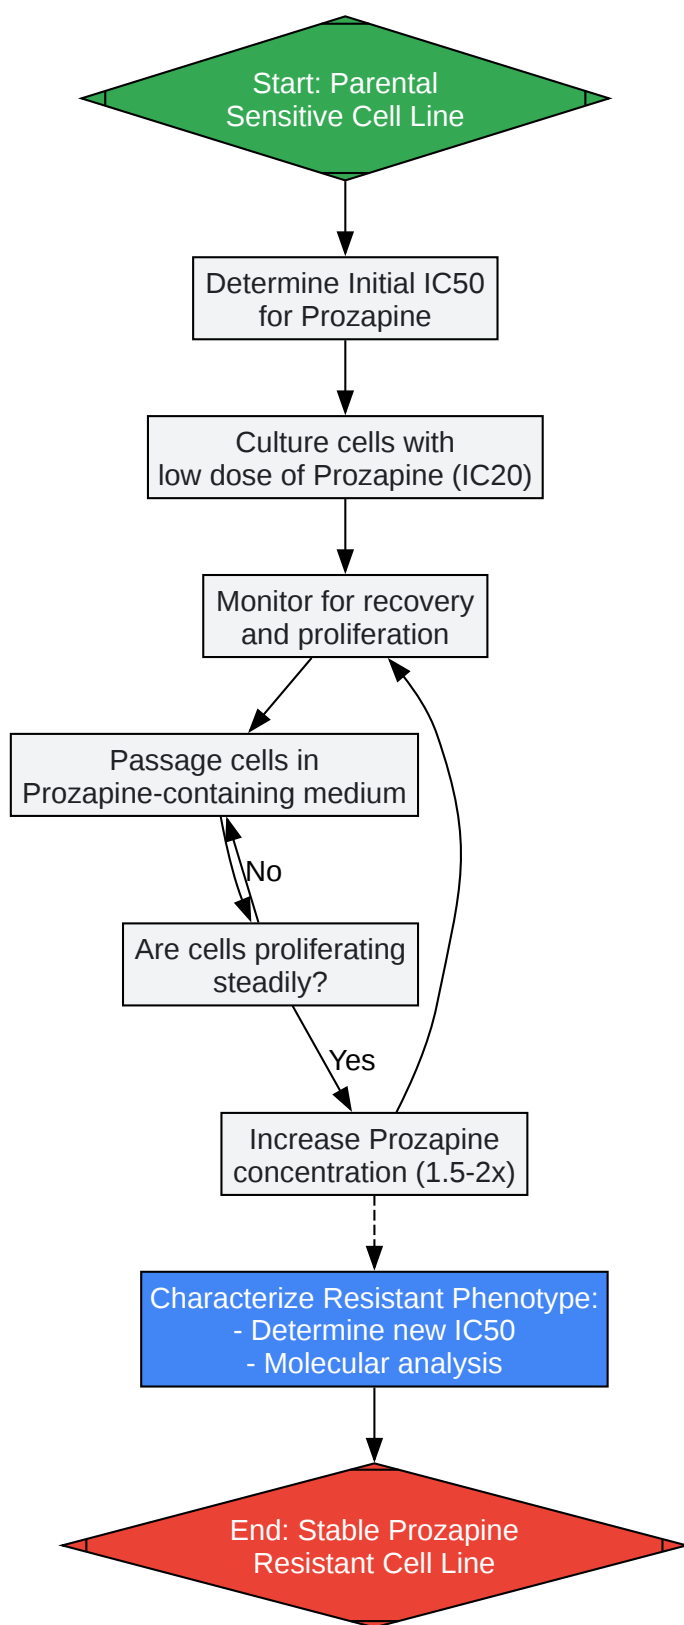 Start: Parental
Sensitive Cell Line
Determine Initial IC50
for Prozapine
Culture cells with
low dose of Prozapine (IC20)
Monitor for recovery
and proliferation
Passage cells in
Prozapine-containing medium
No
Are cells proliferating
steadily?
Yes
Increase Prozapine
concentration (1.5-2x)
Characterize Resistant Phenotype:
- Determine new IC50
- Molecular analysis
End: Stable Prozapine
Resistant Cell Line